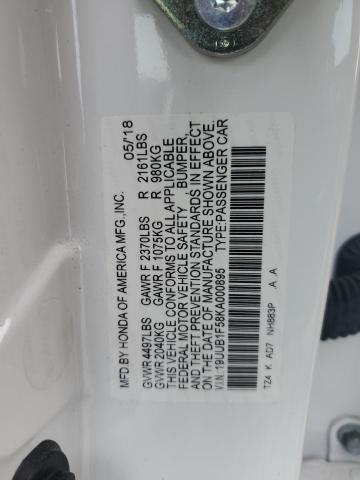 MFD.BY HONDA OF AMERICA MFG.,INC. 05/'18
GVWR 4497LBS GAWR F 2370LBS R 2161LBS
GVWR 2040KG GAWR F 1075KG R 980KG
THIS VEHICLE CONFORMS TO ALL APPLICABLE
FEDERAL MOTOR VEHICLE SAFETY , BUMPER,
AND THEFT PREVENTION STANDARDS IN EFFECT
ON THE DATE OF MANUFACTURE SHOWN ABOVE.
V.I.N. 19UUB1F58KA000895 TYPE:PASSENGER CAR
TZ4 K AD7 NH883P A A